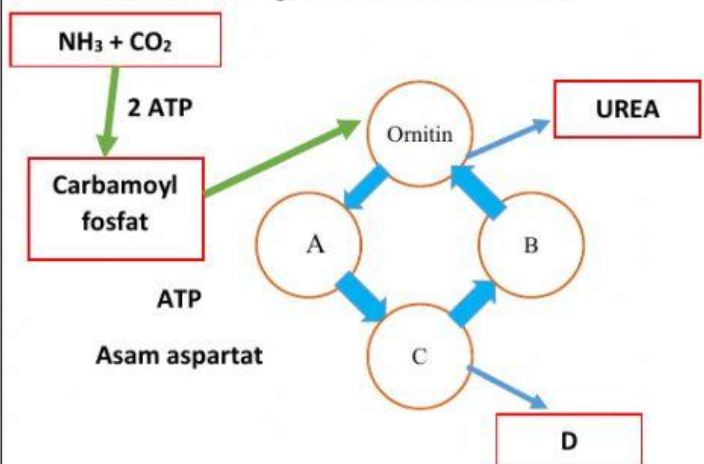 NH₃ + CO₂
2 ATP
UREA
Ornitin
Carbamoyl
fosfat
A
B
ATP
Asam aspartat
C
D